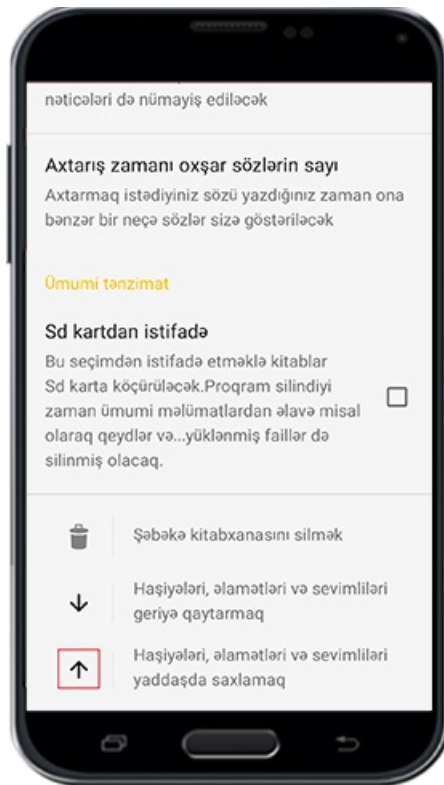 nəticələri də nümayiş ediləcək
Axtarış zamanı oxşar sözlərin sayı
Axtarmaq istədiyiniz sözü yazdığınız zaman ona
bənzər bir neçə sözlər sizə göstəriləcək
Ümumi tənzimat
Sd kartdan istifadə
Bu seçimdən istifadə etməklə kitablar
Sd karta köçürüləcək.Proqram silindiyi
zaman ümumi məlümatlardan əlavə misal
olaraq qeydlər və...yüklənmiş faillər də
silinmiş olacaq.
Şəbəkə kitabxanasını silmək
Haşiyələri, əlamətləri və sevimliləri
geriyə qaytarmaq
Haşiyələri, əlamətləri və sevimliləri
yaddaşda saxlamaq